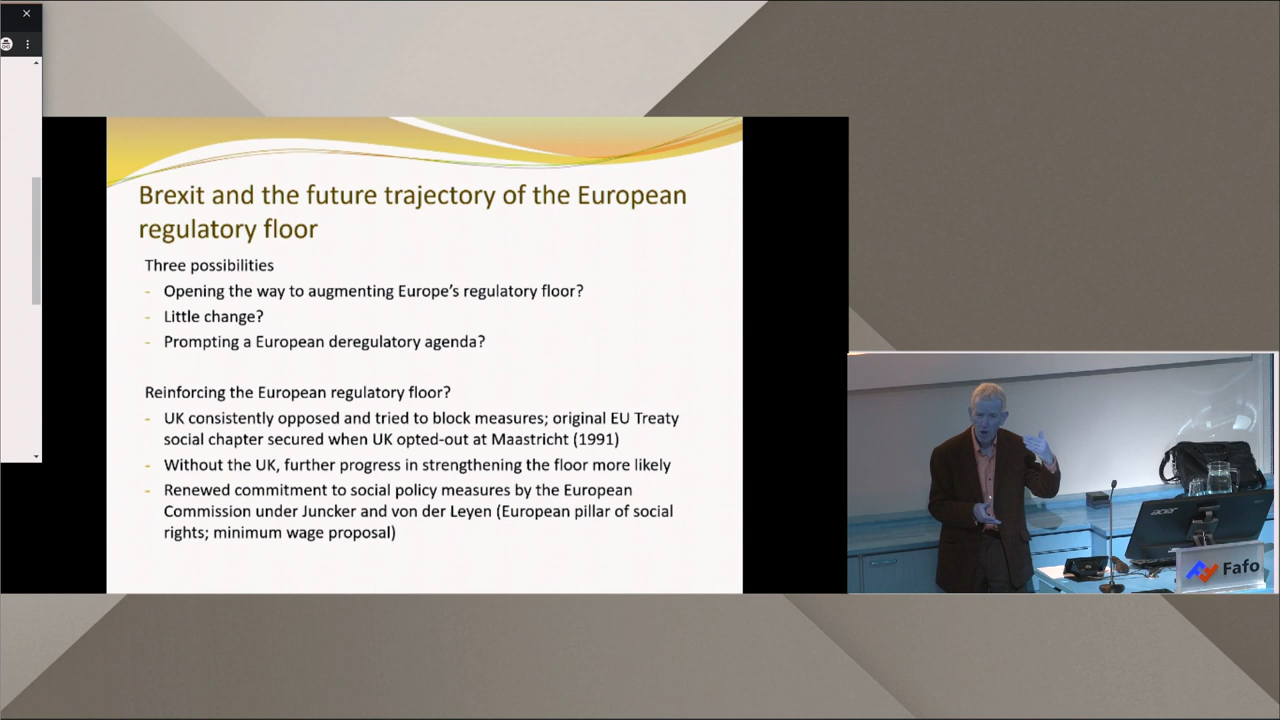 Brexit and the future trajectory of the European
regulatory floor
Three possibilities
- Opening the way to augmenting Europe's regulatory floor?
- Little change?
- Prompting a European deregulatory agenda?
Reinforcing the European regulatory floor?
- UK consistently opposed and tried to block measures; original EU Treaty
social chapter secured when UK opted-out at Maastricht (1991)
- Without the UK, further progress in strengthening the floor more likely
- Renewed commitment to social policy measures by the European
Commission under Juncker and von der Leyen (European pillar of social
rights; minimum wage proposal)
acer
Fafo